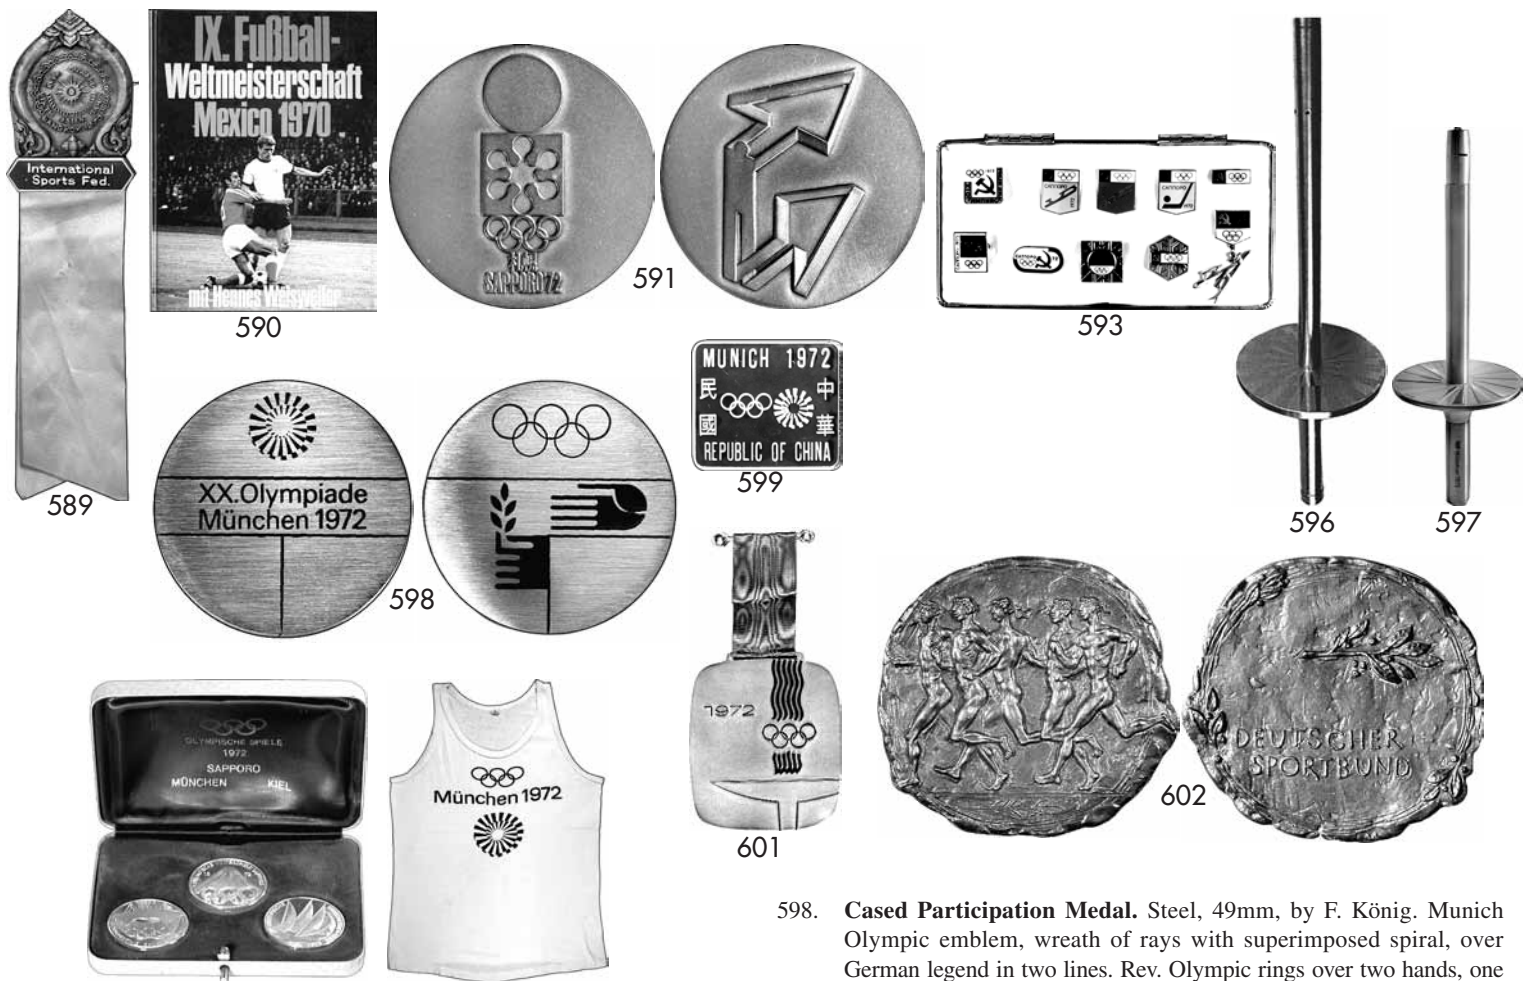 International
Sports Fed.
589
IX. Fußball-
Weltmeisterschaft
Mexico 1970
mit Hennes Weisweiler
590
SAPPORO 72
591
593
596
597
XX. Olympiade
München 1972
598
MUNICH 1972
民 中
國 華
REPUBLIC OF CHINA
599
1972
601
DEUTSCHER
SPORTBUND
602
OLYMPISCHE SPIELE
1972
SAPPORO
MÜNCHEN KIEL
München 1972
598. Cased Participation Medal. Steel, 49mm, by F. König. Munich
Olympic emblem, wreath of rays with superimposed spiral, over
German legend in two lines. Rev. Olympic rings over two hands, one